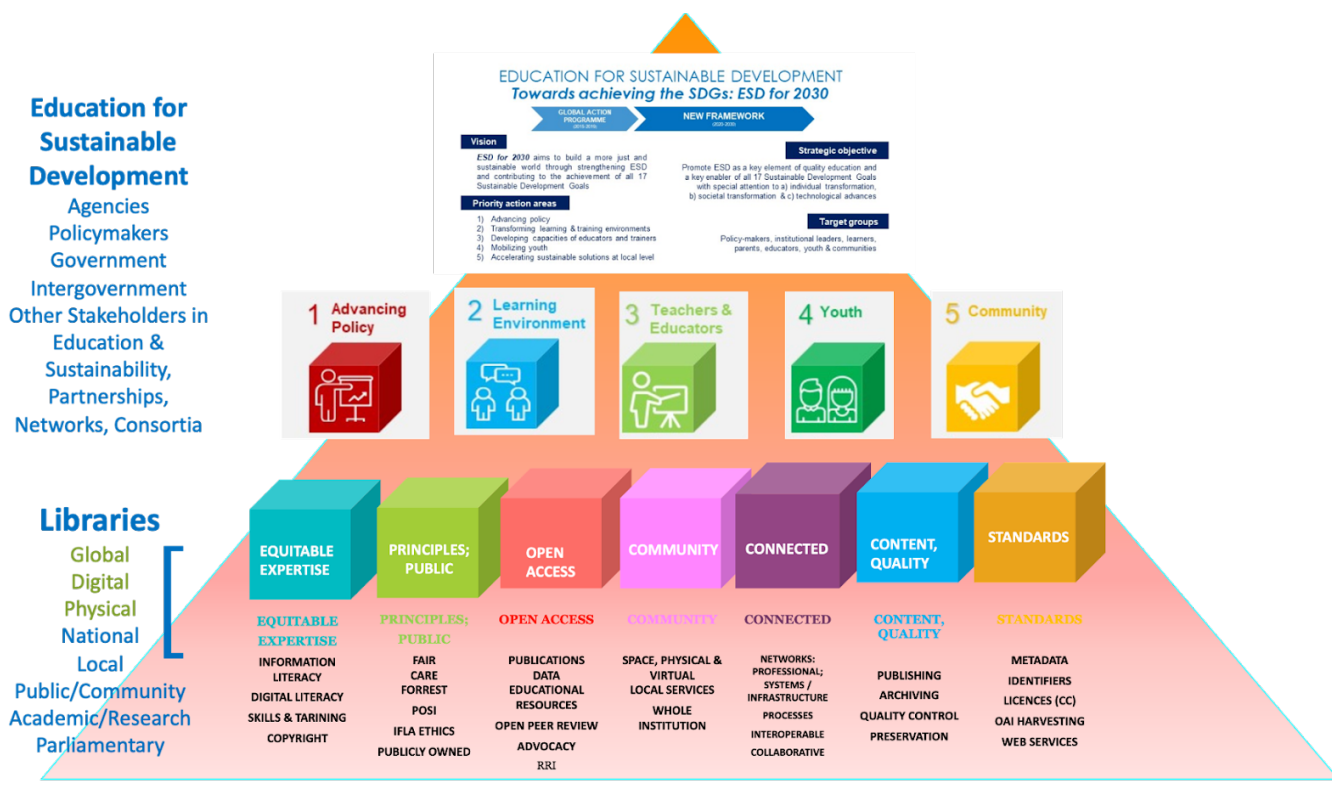 EDUCATION FOR SUSTAINABLE DEVELOPMENT
Towards achieving the SDGs: ESD for 2030
GLOBAL ACTION
PROGRAMME
(2015-2019)
NEW FRAMEWORK
(2020-2030)
Vision
ESD for 2030 aims to build a more just and
sustainable world through strengthening ESD
and contributing to the achievement of all 17
Sustainable Development Goals
Priority action areas
1) Advancing policy
2) Transforming learning & training environments
3) Developing capacities of educators and trainers
4) Mobilizing youth
5) Accelerating sustainable solutions at local level
Strategic objective
Promote ESD as a key element of quality education and
a key enabler of all 17 Sustainable Development Goals
with special attention to a) individual transformation,
b) societal transformation & c) technological advances
Target groups
Policy-makers, institutional leaders, learners,
parents, educators, youth & communities
Education for
Sustainable
Development
Agencies
Policymakers
Government
Intergovernment
Other Stakeholders in
Education &
Sustainability,
Partnerships,
Networks, Consortia
1 Advancing
Policy
2 Learning
Environment
3 Teachers &
Educators
4 Youth
5 Community
Libraries
Global
Digital
Physical
National
Local
Public/Community
Academic/Research
Parliamentary
EQUITABLE
EXPERTISE
PRINCIPLES;
PUBLIC
OPEN
ACCESS
COMMUNITY
CONNECTED
CONTENT,
QUALITY
STANDARDS
EQUITABLE
EXPERTISE
INFORMATION
LITERACY
DIGITAL LITERACY
SKILLS & TARINING
COPYRIGHT
PRINCIPLES;
PUBLIC
FAIR
CARE
FORREST
POSI
IFLA ETHICS
PUBLICLY OWNED
OPEN ACCESS
PUBLICATIONS
DATA
EDUCATIONAL
RESOURCES
OPEN PEER REVIEW
ADVOCACY
RRI
COMMUNITY
SPACE, PHYSICAL &
VIRTUAL
LOCAL SERVICES
WHOLE
INSTITUTION
CONNECTED
NETWORKS:
PROFESSIONAL;
SYSTEMS /
INFRASTRUCTURE
PROCESSES
INTEROPERABLE
COLLABORATIVE
CONTENT,
QUALITY
PUBLISHING
ARCHIVING
QUALITY CONTROL
PRESERVATION
STANDARDS
METADATA
IDENTIFIERS
LICENCES (CC)
OAI HARVESTING
WEB SERVICES